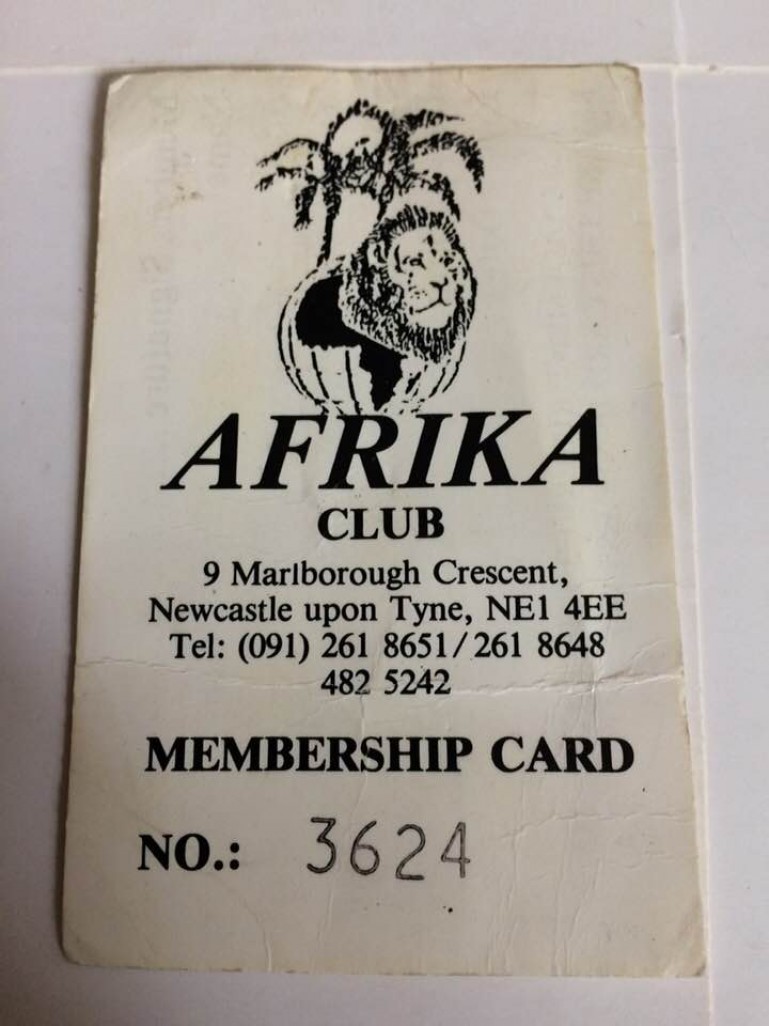 AFRIKA
CLUB
9 Marlborough Crescent,
Newcastle upon Tyne, NE1 4EE
Tel: (091) 261 8651/261 8648
482 5242
MEMBERSHIP CARD
NO.: 3624